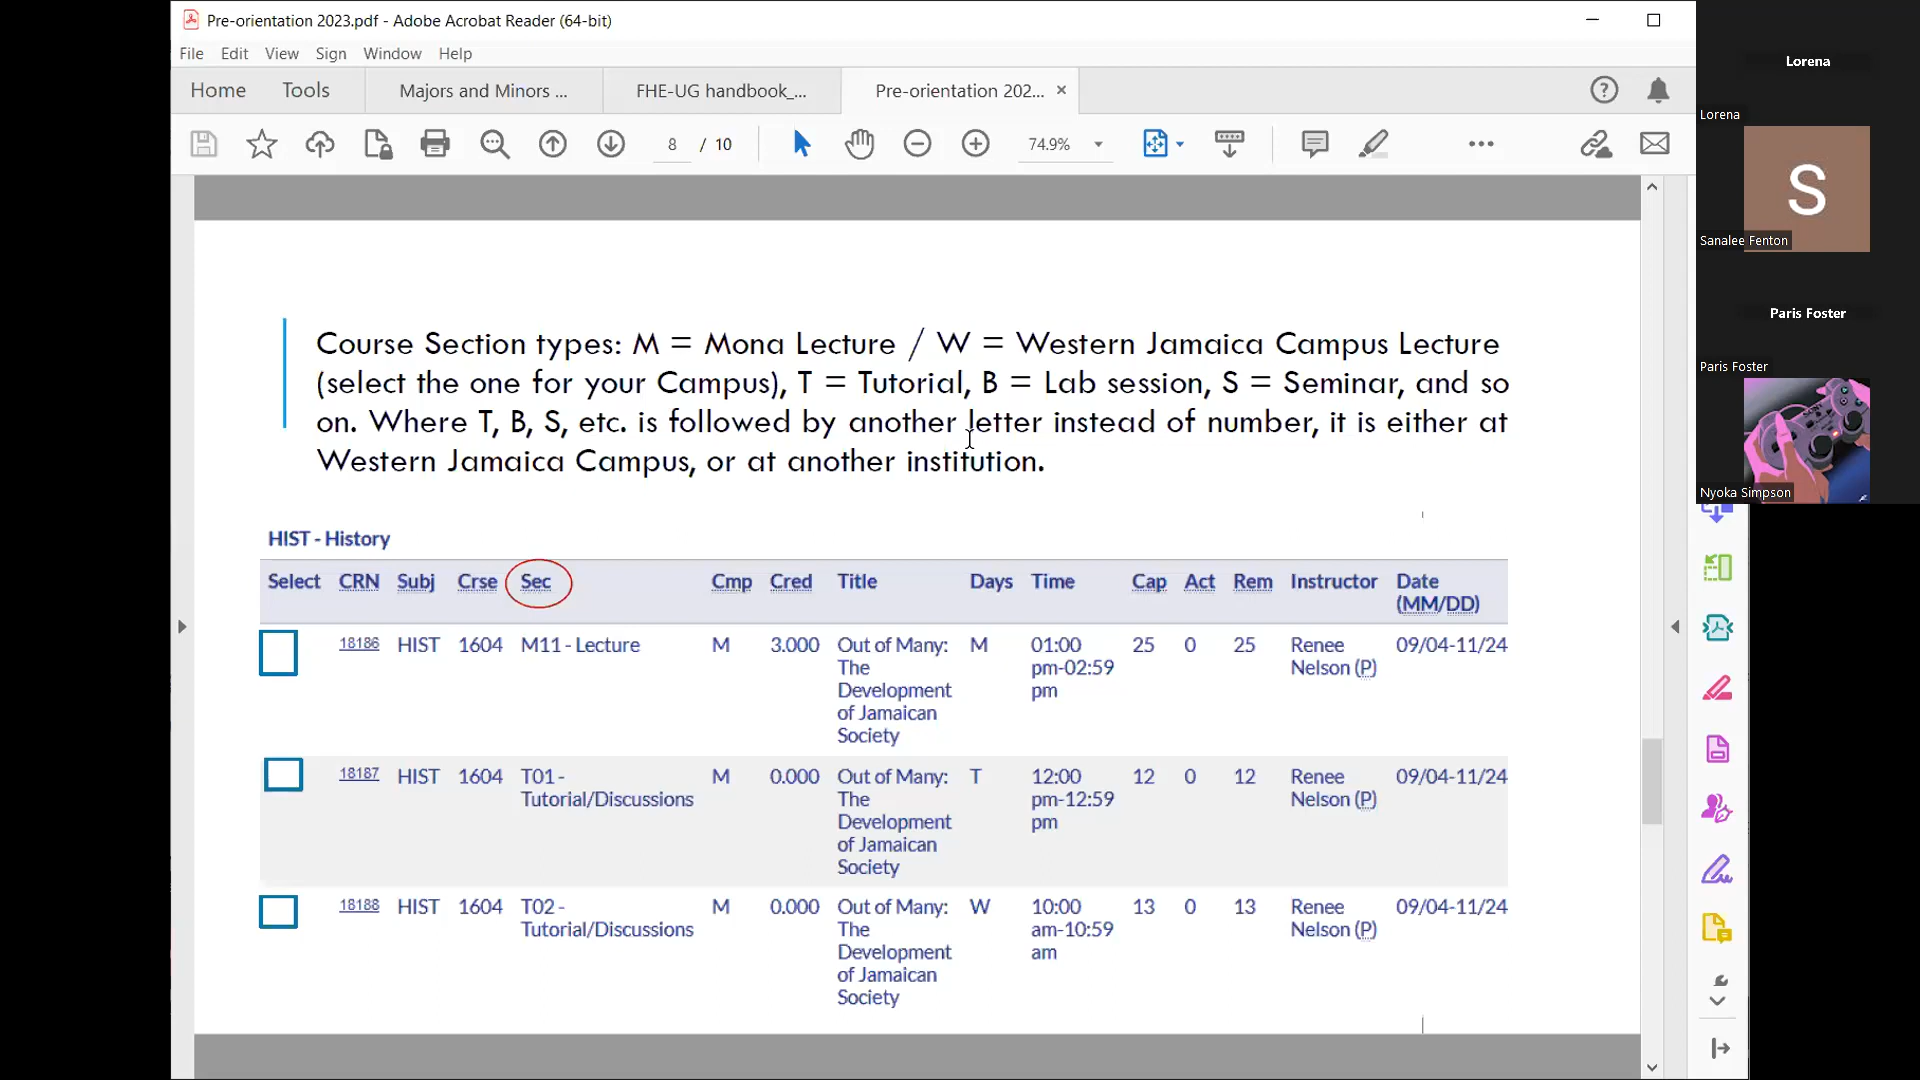 Pre-orientation 2023.pdf - Adobe Acrobat Reader (64-bit)
File Edit View Sign Window Help
Home Tools Majors and Minors ... FHE-UG handbook_... Pre-orientation 202...
8 / 10 74.9%
Course Section types: M = Mona Lecture / W = Western Jamaica Campus Lecture
(select the one for your Campus), T = Tutorial, B = Lab session, S = Seminar, and so
on. Where T, B, S, etc. is followed by another letter instead of number, it is either at
Western Jamaica Campus, or at another institution.
HIST - History
Select CRN Subj Crse Sec Cmp Cred Title Days Time Cap Act Rem Instructor Date
(MM/DD)
18186 HIST 1604 M11 - Lecture M 3.000 Out of Many: M 01:00 25 0 25 Renee 09/04-11/24
The pm-02:59 Nelson (P)
Development pm
of Jamaican
Society
18187 HIST 1604 T01 - M 0.000 Out of Many: T 12:00 12 0 12 Renee 09/04-11/24
Tutorial/Discussions The pm-12:59 Nelson (P)
Development pm
of Jamaican
Society
18188 HIST 1604 T02 - M 0.000 Out of Many: W 10:00 13 0 13 Renee 09/04-11/24
Tutorial/Discussions The am-10:59 Nelson (P)
Development am
of Jamaican
Society
Lorena
Lorena
S
Sanalee Fenton
Paris Foster
Paris Foster
Nyoka Simpson